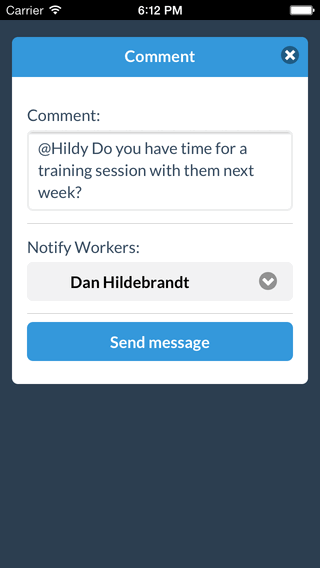 Carrier 6:12 PM
Comment
Comment:
@Hildy Do you have time for a
training session with them next
week?
Notify Workers:
Dan Hildebrandt
Send message